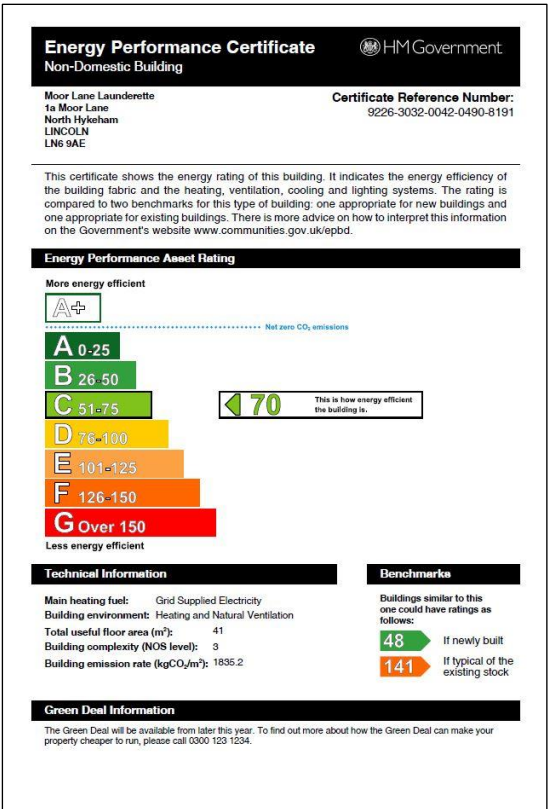 Energy Performance Certificate
HM Government
Non-Domestic Building
Moor Lane Launderette
1a Moor Lane
North Hykeham
LINCOLN
LN6 9AE
Certificate Reference Number:
9226-3032-0042-0490-8191
This certificate shows the energy rating of this building. It indicates the energy efficiency of
the building fabric and the heating, ventilation, cooling and lighting systems. The rating is
compared to two benchmarks for this type of building: one appropriate for new buildings and
one appropriate for existing buildings. There is more advice on how to interpret this information
on the Government's website www.communities.gov.uk/epbd.
Energy Performance Asset Rating
More energy efficient
A+
Net zero CO₂ emissions
A 0-25
B 26-50
C 51-75
70
This is how energy efficient
the building is.
D 76-100
E 101-125
F 126-150
G Over 150
Less energy efficient
Technical Information
Main heating fuel: Grid Supplied Electricity
Building environment: Heating and Natural Ventilation
Total useful floor area (m²): 41
Building complexity (NOS level): 3
Building emission rate (kgCO₂/m²): 1835.2
Benchmarks
Buildings similar to this
one could have ratings as
follows:
48 If newly built
141 If typical of the
existing stock
Green Deal Information
The Green Deal will be available from later this year. To find out more about how the Green Deal can make your
property cheaper to run, please call 0300 123 1234.